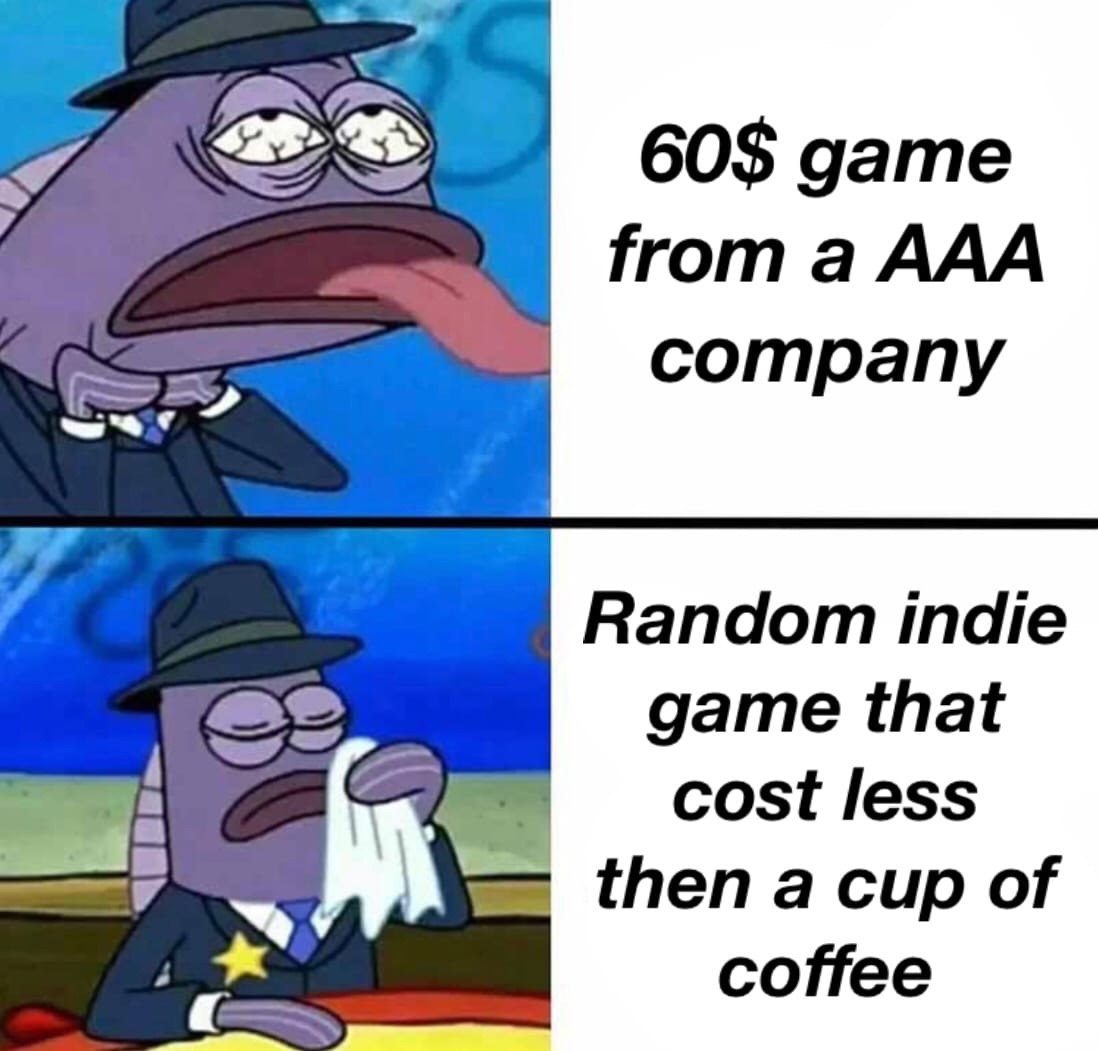 60$ game
from a AAA
company
Random indie
game that
cost less
then a cup of
coffee